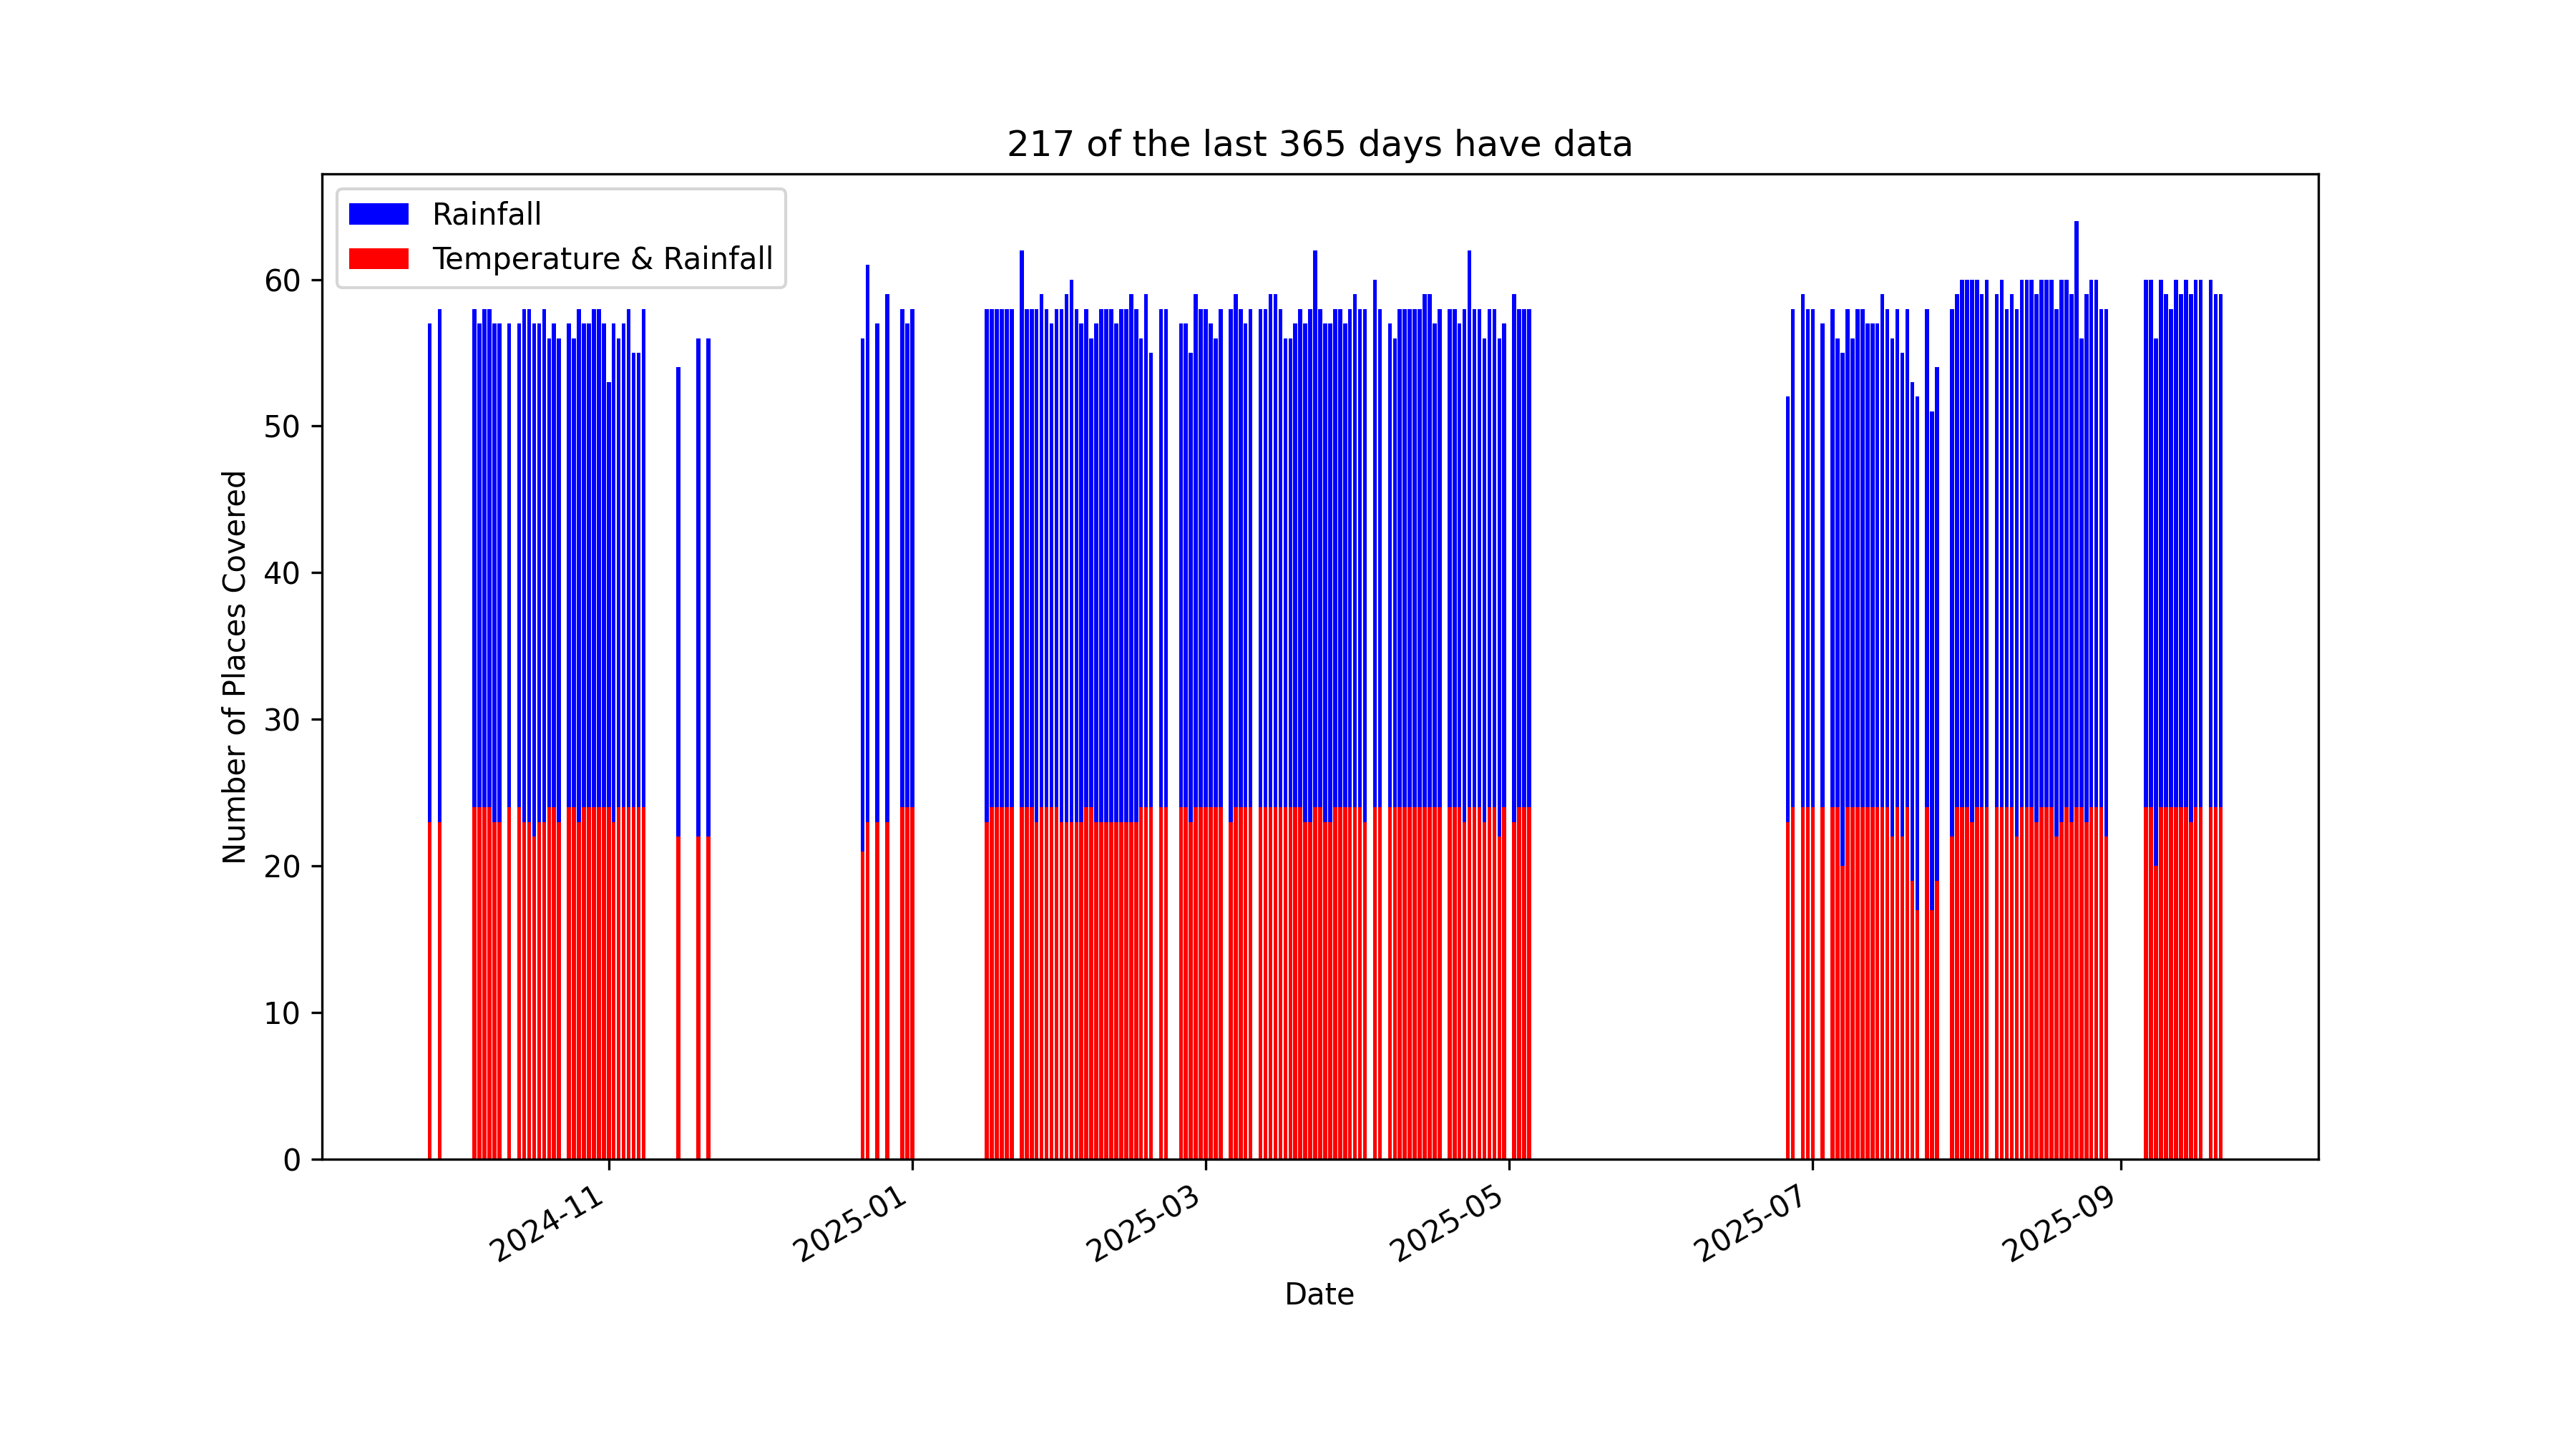 217 of the last 365 days have data
Rainfall
Temperature & Rainfall
60
50
40
30
20
10
0
Number of Places Covered
2024-11
2025-01
2025-03
2025-05
2025-07
2025-09
Date